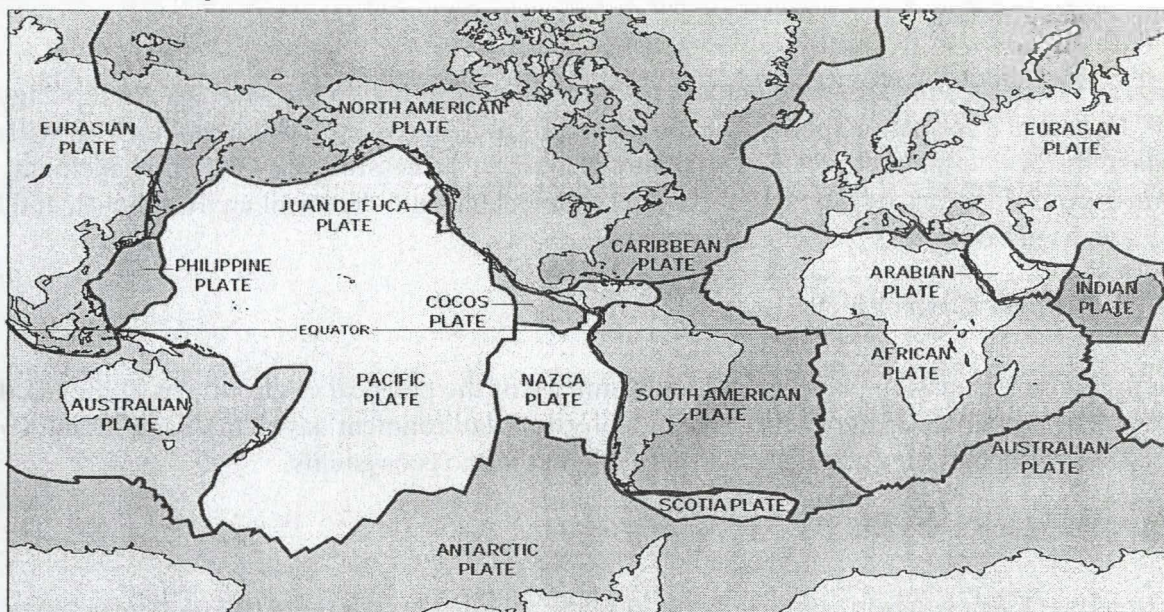 NORTH AMERICAN
PLATE
EURASIAN
PLATE
EURASIAN
PLATE
JUAN DE FUCA
PLATE
CARIBBEAN
PLATE
PHILIPPINE
PLATE
ARABIAN
PLATE
INDIAN
PLATE
COCOS
PLATE
EQUATOR
AFRICAN
PLATE
PACIFIC
PLATE
NAZCA
PLATE
SOUTH AMERICAN
PLATE
AUSTRALIAN
PLATE
AUSTRALIAN
PLATE
SCOTIA PLATE
ANTARCTIC
PLATE